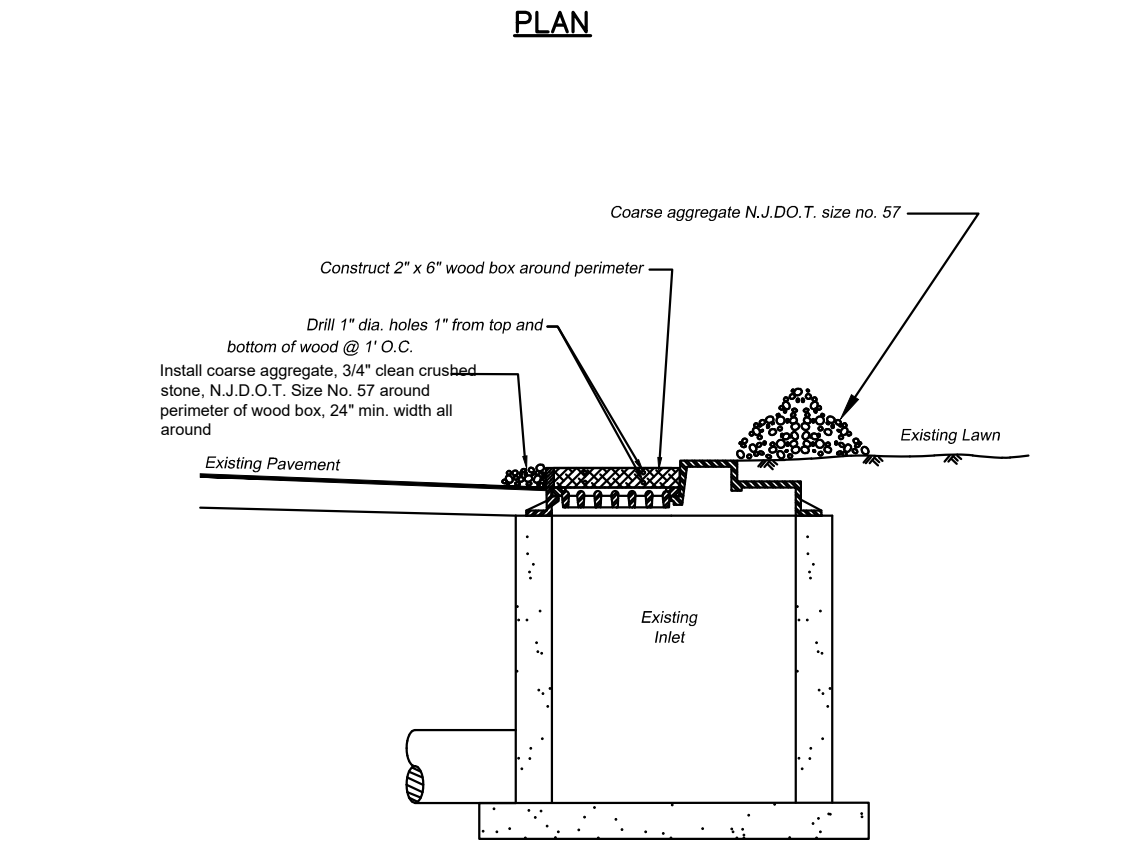 PLAN
Coarse aggregate N.J.DO.T. size no. 57
Construct 2" x 6" wood box around perimeter
Drill 1" dia. holes 1" from top and
bottom of wood @ 1' O.C.
Install coarse aggregate, 3/4" clean crushed
stone, N.J.D.O.T. Size No. 57 around
perimeter of wood box, 24" min. width all
around
Existing Lawn
Existing Pavement
Existing
Inlet